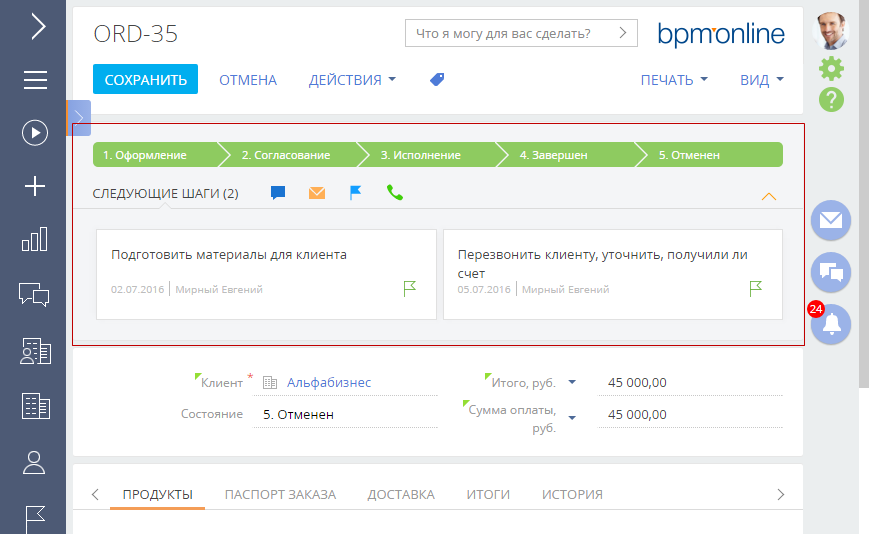 ORD-35
Что я могу для вас сделать?
bpmonline
СОХРАНИТЬ
ОТМЕНА
ДЕЙСТВИЯ
ПЕЧАТЬ
ВИД
1. Оформление
2. Согласование
3. Исполнение
4. Завершен
5. Отменен
СЛЕДУЮЩИЕ ШАГИ (2)
Подготовить материалы для клиента
02.07.2016 | Мирный Евгений
Перезвонить клиенту, уточнить, получили ли
счет
05.07.2016 | Мирный Евгений
24
Клиент *
Альфабизнес
Итого, руб.
45 000,00
Состояние
5. Отменен
Сумма оплаты,
руб.
45 000,00
ПРОДУКТЫ
ПАСПОРТ ЗАКАЗА
ДОСТАВКА
ИТОГИ
ИСТОРИЯ